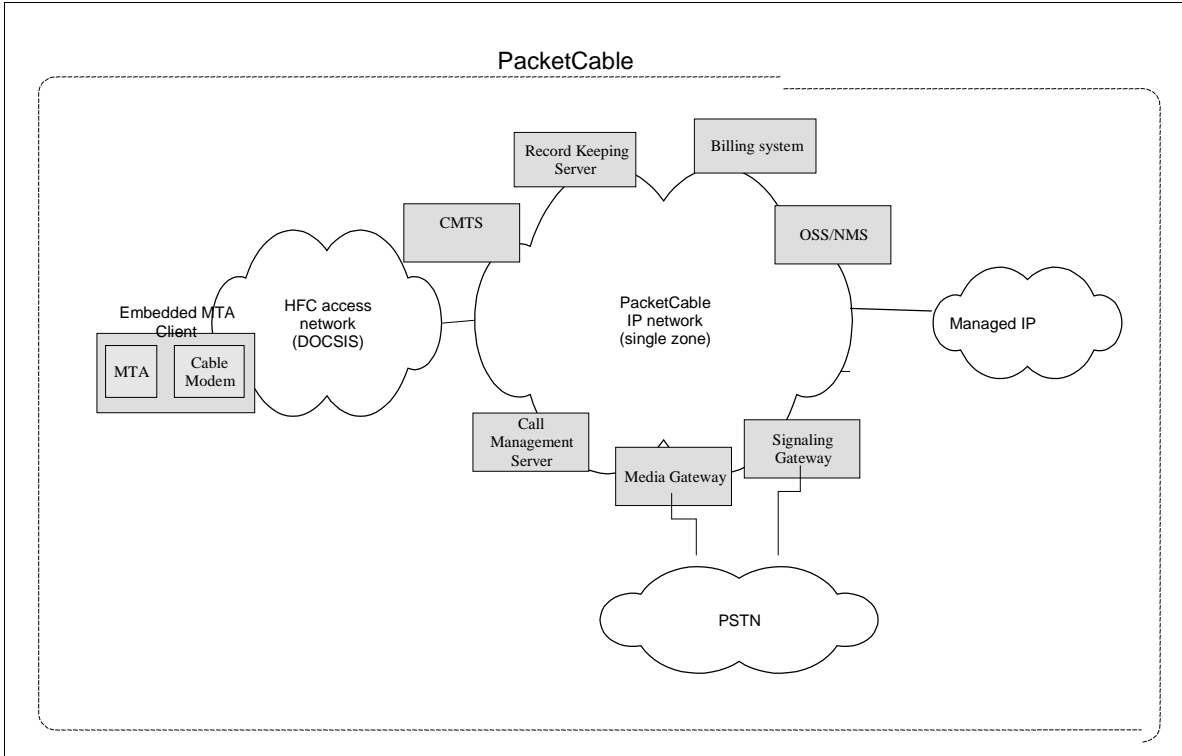 PacketCable
Record Keeping
Server
Billing system
CMTS
OSS/NMS
HFC access
network
(DOCSIS)
PacketCable
IP network
(single zone)
Managed IP
Embedded MTA
Client
MTA
Cable
Modem
Call
Management
Server
Media Gateway
Signaling
Gateway
PSTN